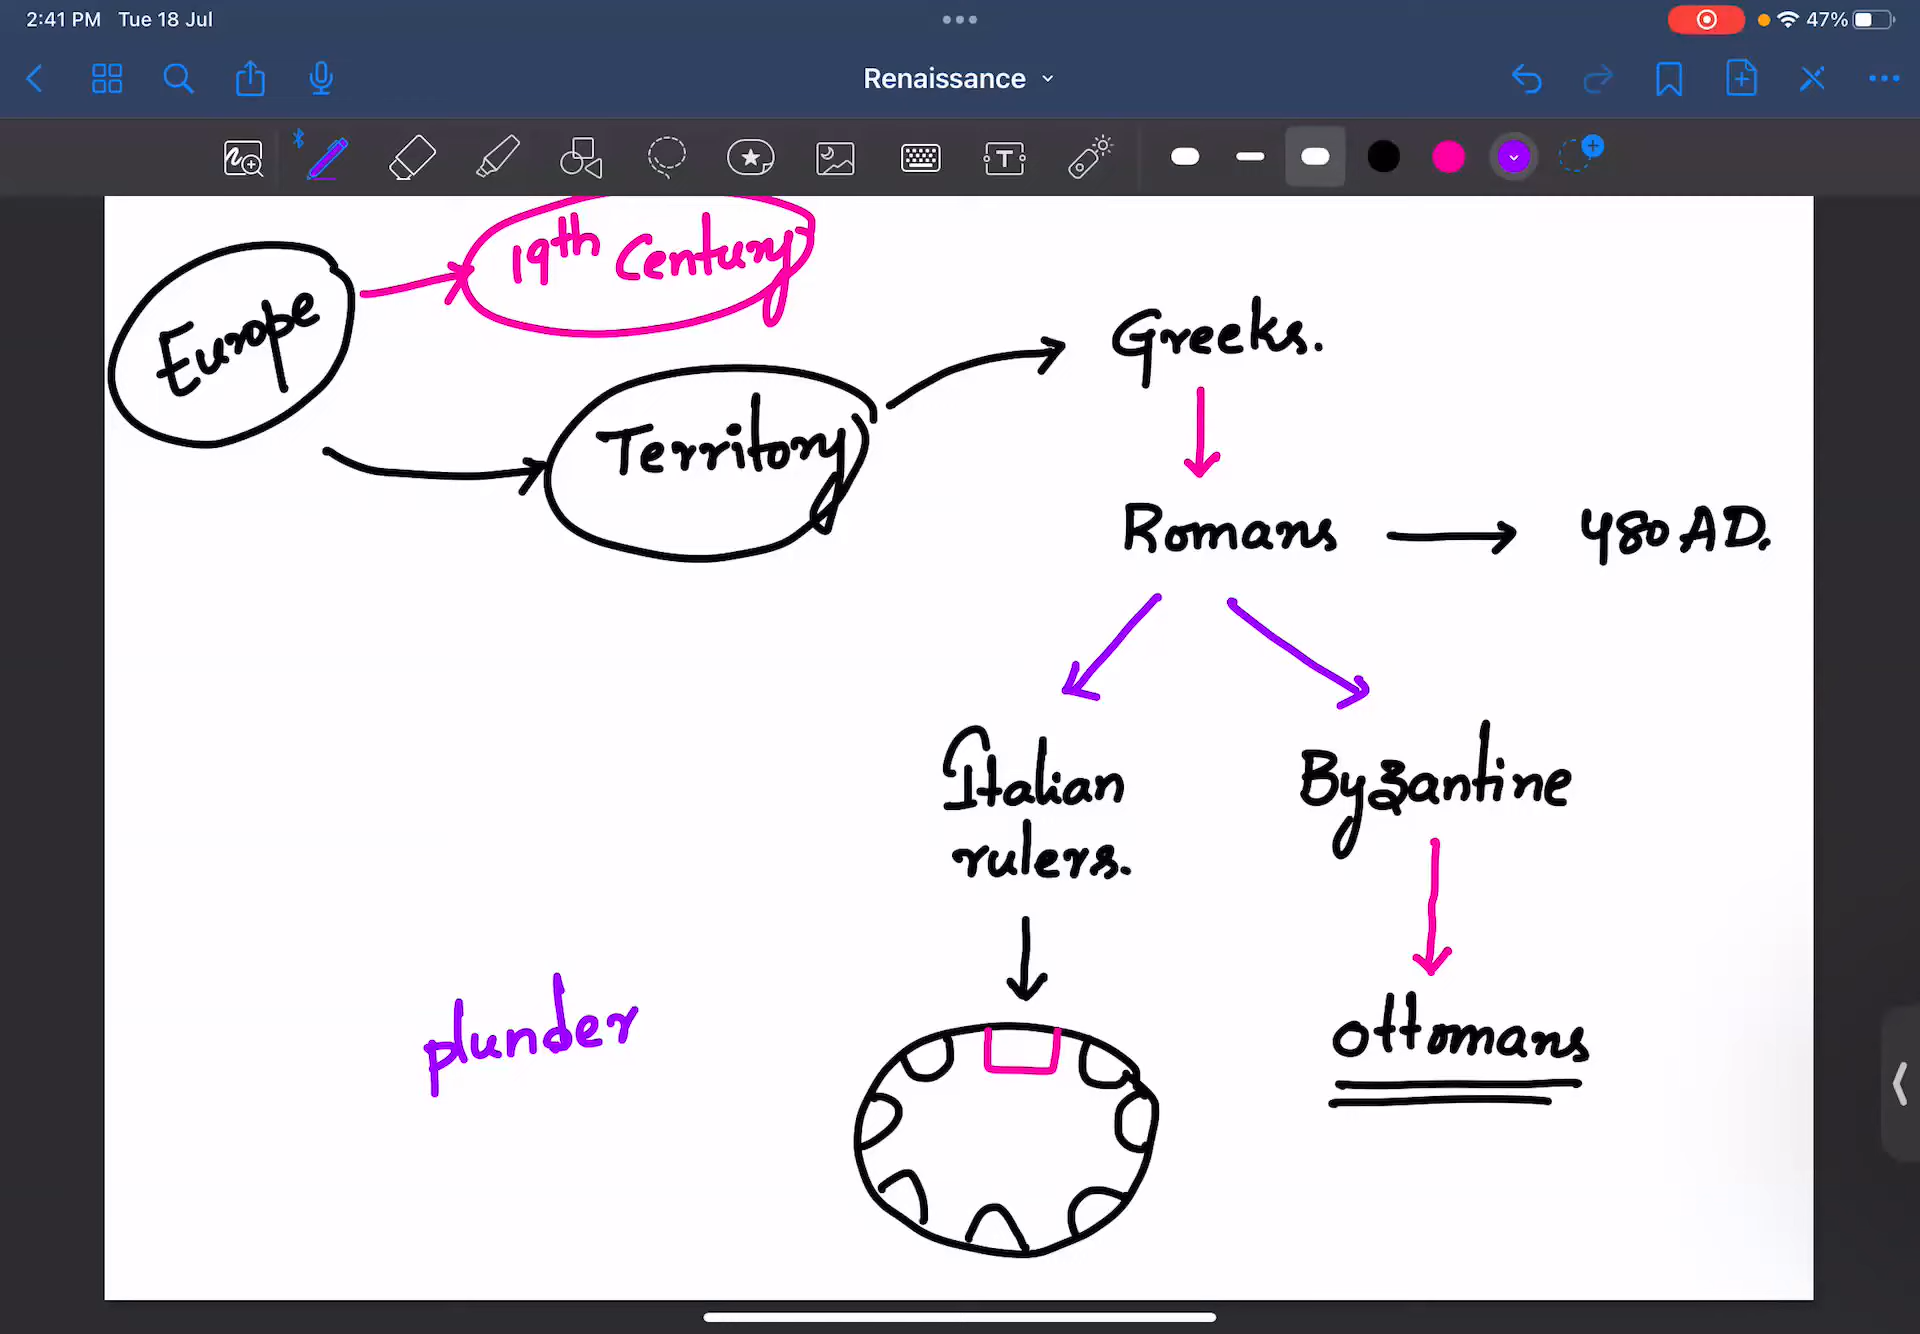 2:41 PM Tue 18 Jul
47%
Renaissance
T
19th Century
Europe
Greeks.
Territory
Romans
480 AD.
Italian
rulers.
Byzantine
plunder
ottomans